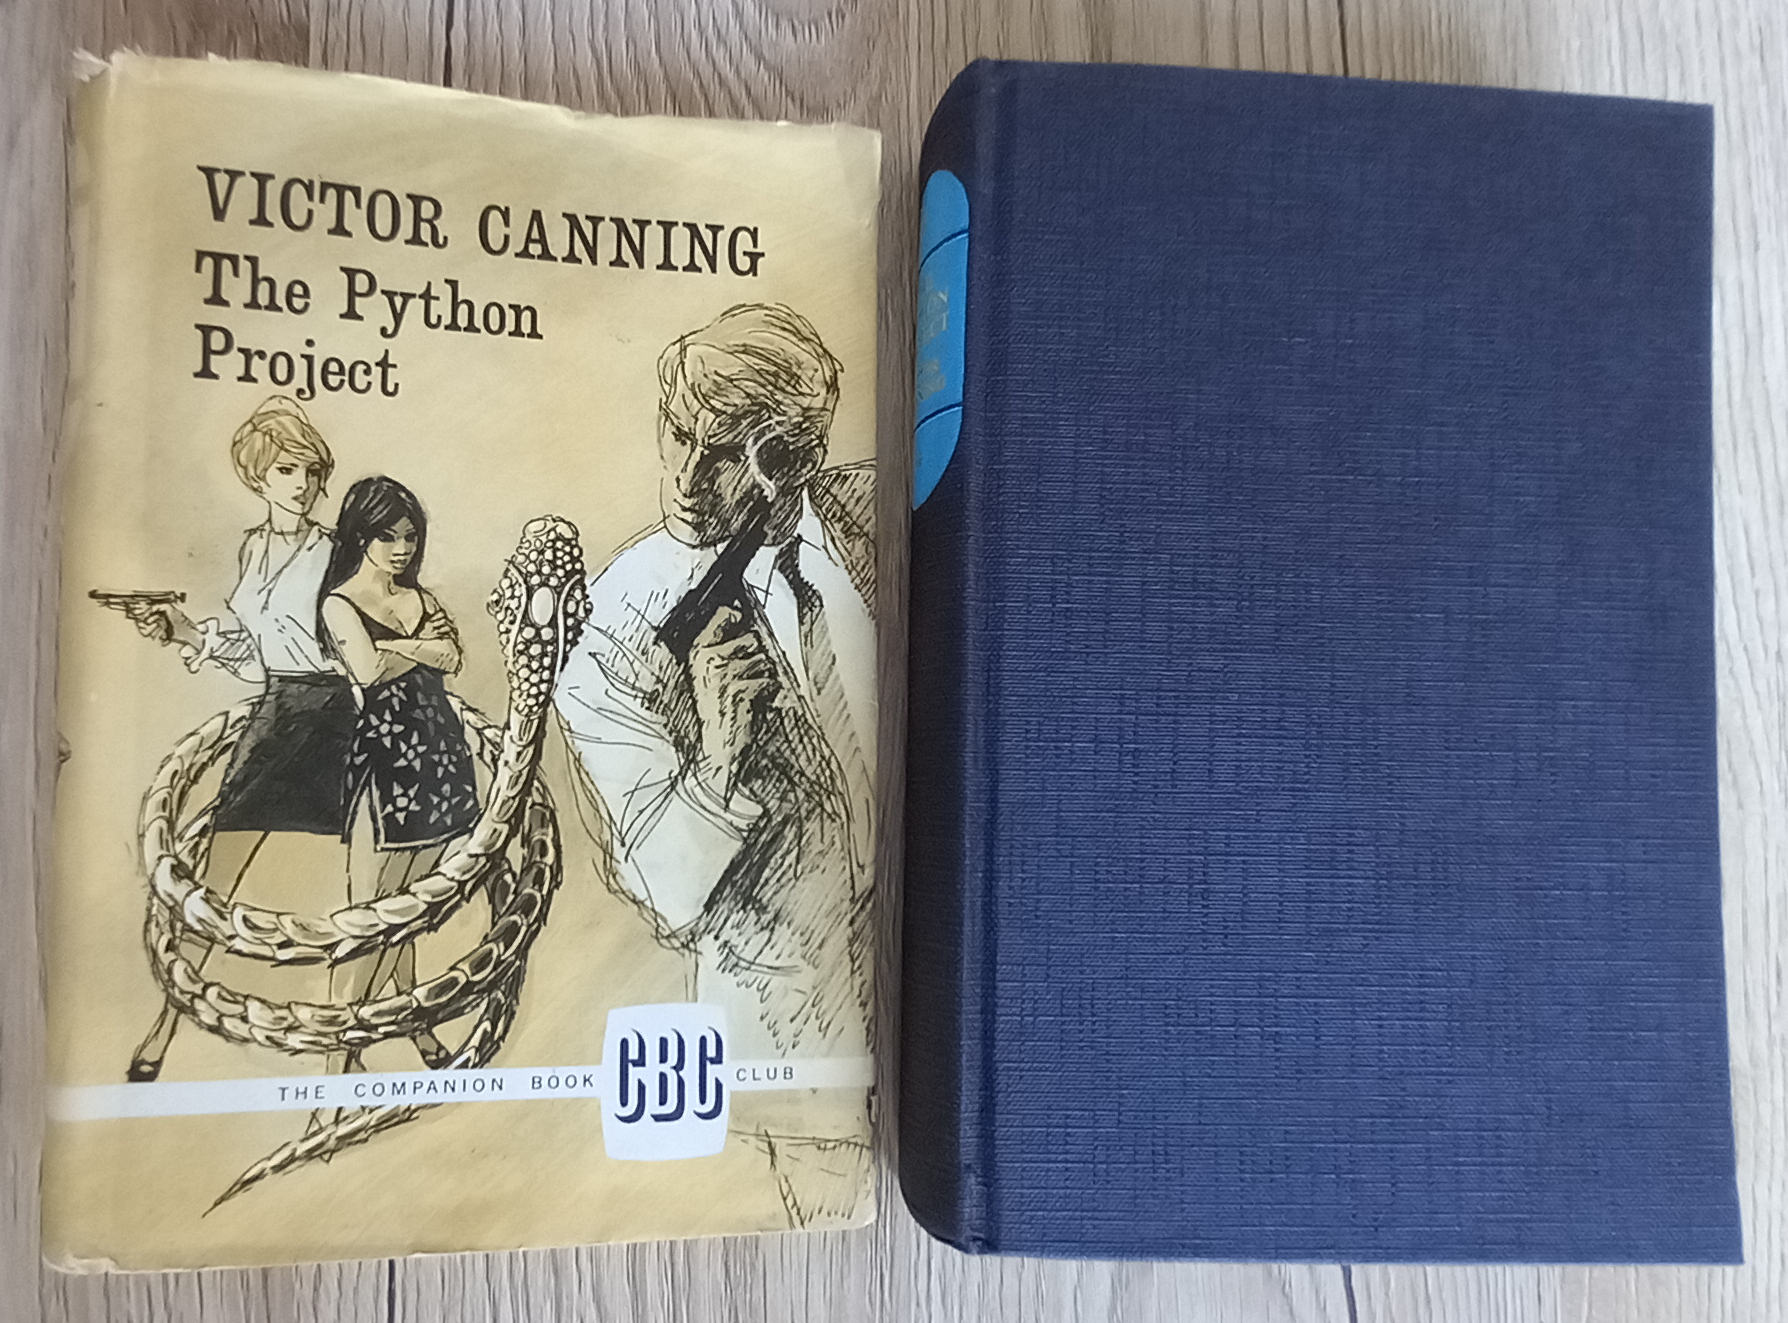 VICTOR CANNING
The Python
Project
THE COMPANION BOOK CBC CLUB